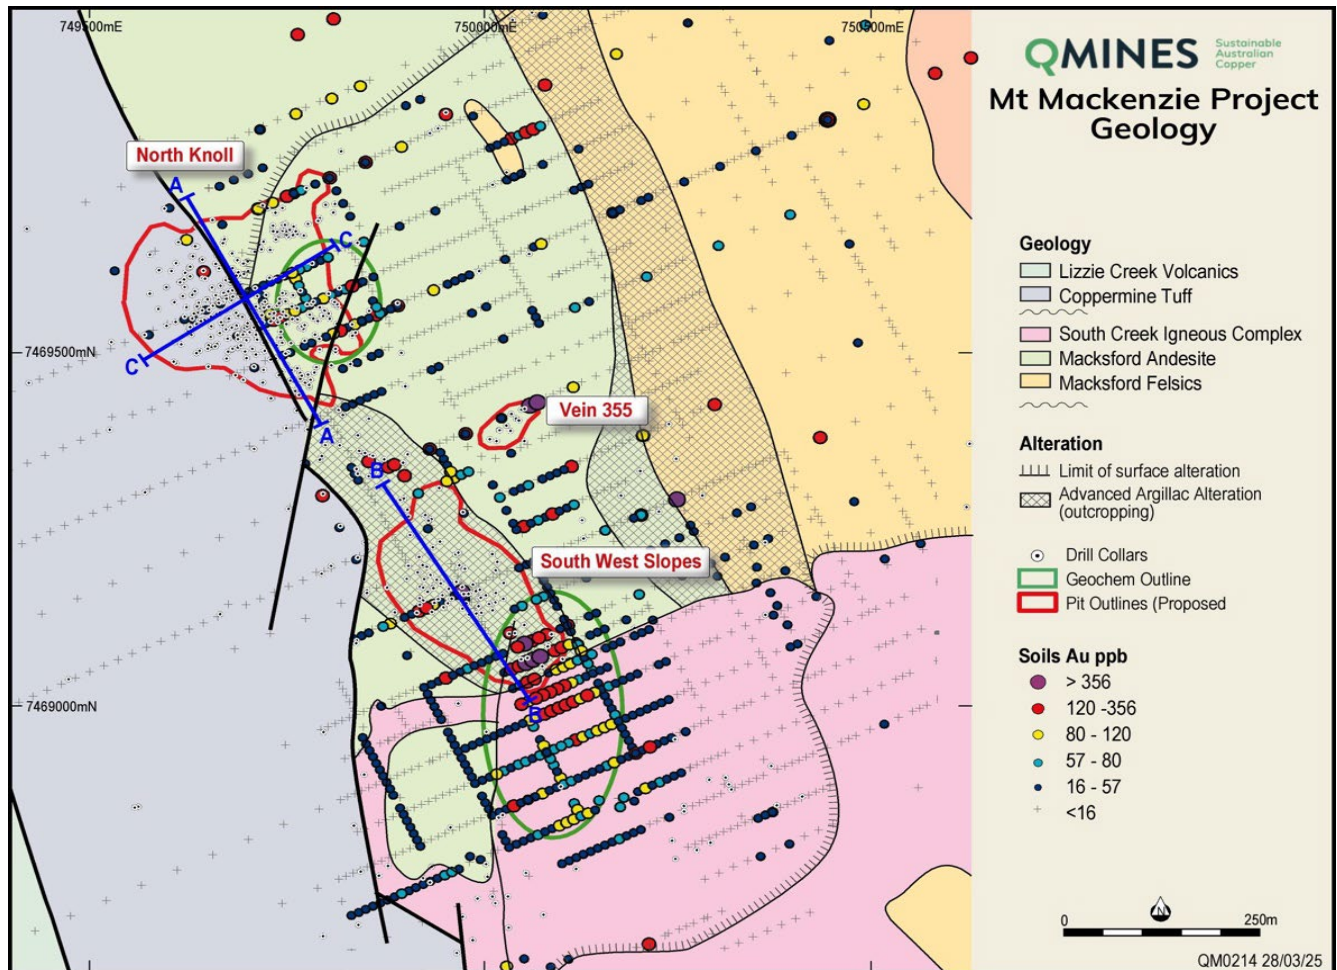 749500mE
750000mE
750500mE
7469500mN
7469000mN
North Knoll
A
C
C
A
Vein 355
B
South West Slopes
B
QMINES
Sustainable
Australian
Copper
Mt Mackenzie Project
Geology
Geology
Lizzie Creek Volcanics
Coppermine Tuff
South Creek Igneous Complex
Macksford Andesite
Macksford Felsics
Alteration
Limit of surface alteration
Advanced Argillac Alteration
(outcropping)
Drill Collars
Geochem Outline
Pit Outlines (Proposed
Soils Au ppb
> 356
120 -356
80 - 120
57 - 80
16 - 57
<16
N
0 250m
QM0214 28/03/25